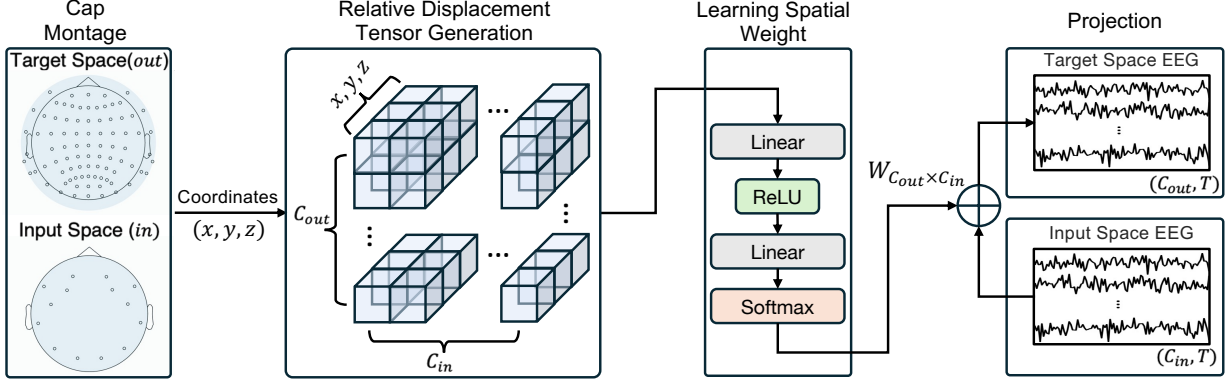 Cap
Montage
Target Space(out)
Input Space (in)
Coordinates
(x, y, z)
Relative Displacement
Tensor Generation
x, y, z
...
C_out
⋮
⋮
...
C_in
Learning Spatial
Weight
Linear
ReLU
Linear
Softmax
W_{C_out×C_in}
Projection
Target Space EEG
⋮
(C_out, T)
Input Space EEG
⋮
(C_in, T)